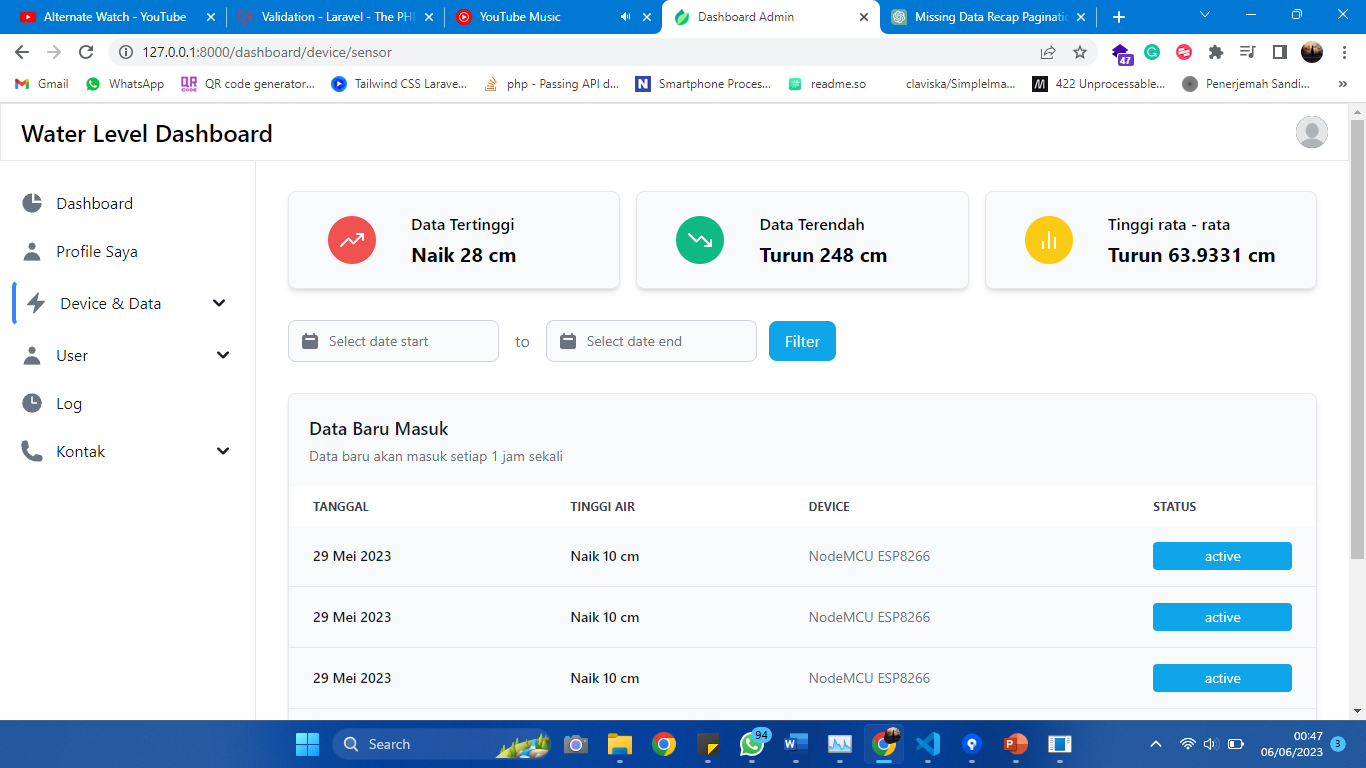 Alternate Watch - YouTube
Validation - Laravel - The PH
YouTube Music
Dashboard Admin
Missing Data Recap Paginati
127.0.0.1:8000/dashboard/device/sensor
47
Gmail
WhatsApp
QR code generator...
Tailwind CSS Larave...
php - Passing API d...
Smartphone Proces...
readme.so
claviska/SimpleIma...
422 Unprocessable...
Penerjemah Sandi...
»
Water Level Dashboard
Dashboard
Profile Saya
Device & Data
User
Log
Kontak
Data Tertinggi
Naik 28 cm
Data Terendah
Turun 248 cm
Tinggi rata - rata
Turun 63.9331 cm
Select date start
to
Select date end
Filter
Data Baru Masuk
Data baru akan masuk setiap 1 jam sekali
TANGGAL TINGGI AIR DEVICE STATUS
29 Mei 2023 Naik 10 cm NodeMCU ESP8266 active
29 Mei 2023 Naik 10 cm NodeMCU ESP8266 active
29 Mei 2023 Naik 10 cm NodeMCU ESP8266 active
Search
94
00:47
06/06/2023
3